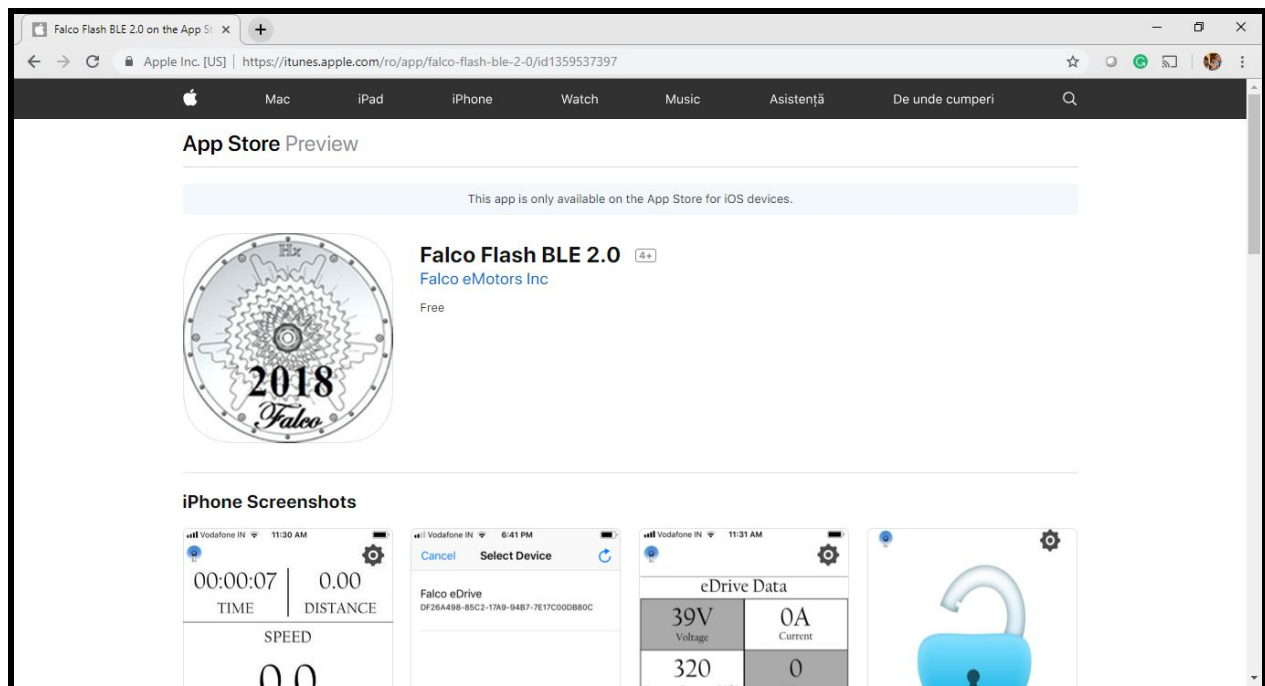 Falco Flash BLE 2.0 on the App St
Apple Inc. [US] | https://itunes.apple.com/ro/app/falco-flash-ble-2-0/id1359537397
Mac iPad iPhone Watch Music Asistență De unde cumperi
App Store Preview
This app is only available on the App Store for iOS devices.
Hx
2018
Falco
Falco Flash BLE 2.0 4+
Falco eMotors Inc
Free
iPhone Screenshots
Vodafone IN 11:30 AM
00:00:07 0.00
TIME DISTANCE
SPEED
0.0
Vodafone IN 6:41 PM
Cancel Select Device
Falco eDrive
DF26A498-85C2-17A9-94B7-7E17C00DB80C
Vodafone IN 11:31 AM
eDrive Data
39V 0A
Voltage Current
320 0